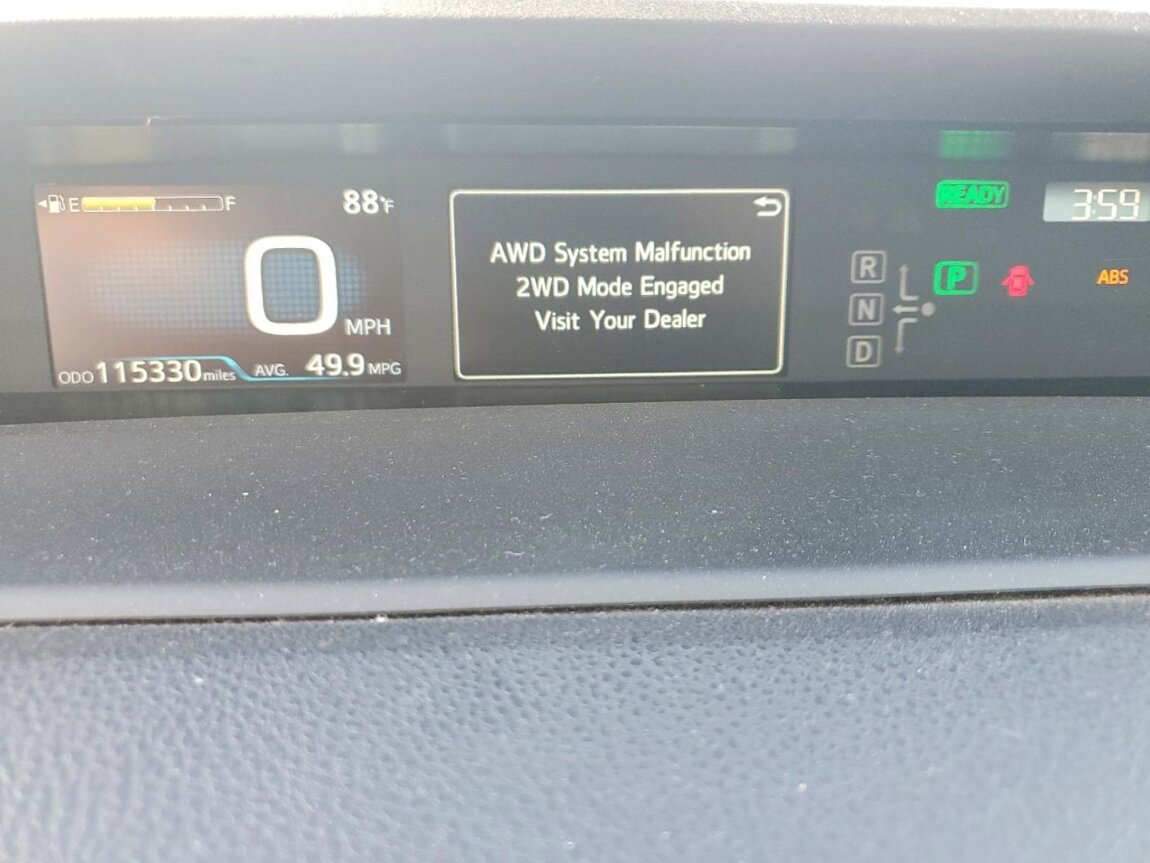 E F 88°F
0 MPH
ODO 115330 miles AVG. 49.9 MPG
AWD System Malfunction
2WD Mode Engaged
Visit Your Dealer
READY 3:59
R P ABS
N
D